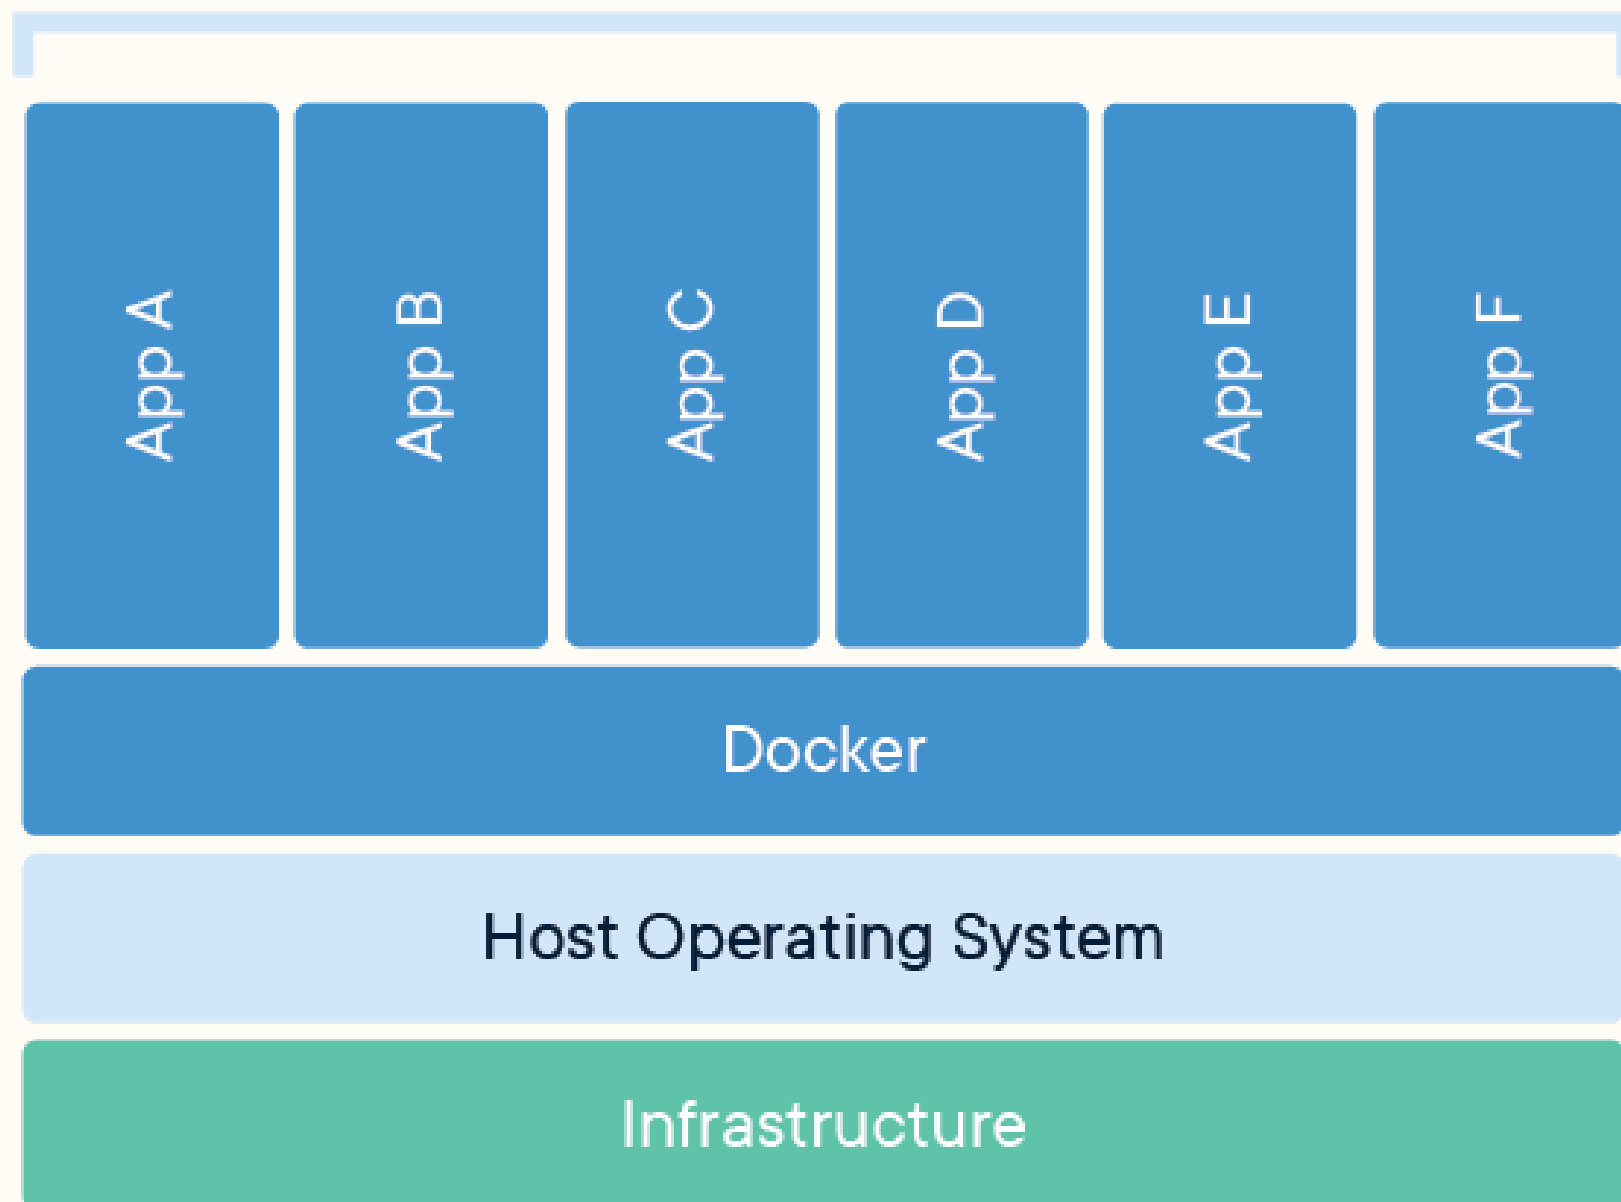 App A
App B
App C
App D
App E
App F
Docker
Host Operating System
Infrastructure